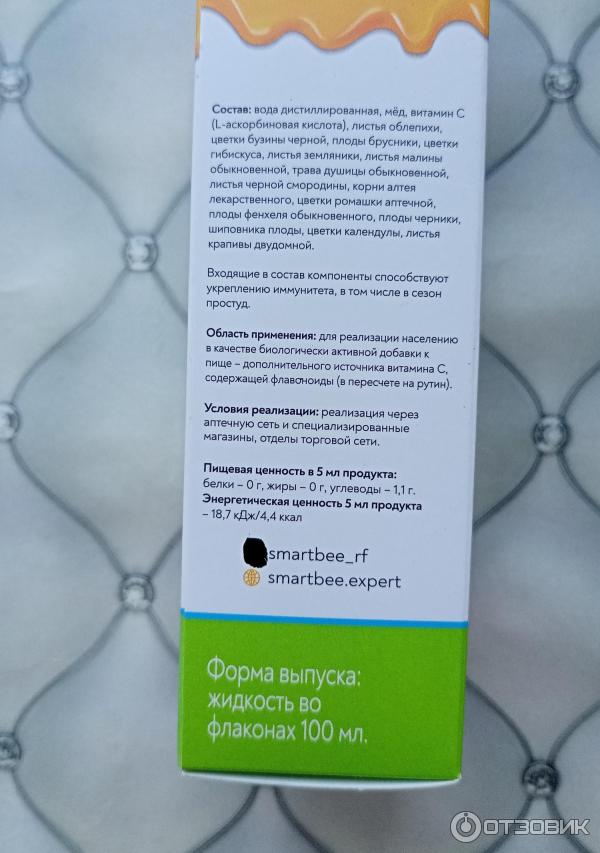 Состав: вода дистиллированная, мёд, витамин С
(L-аскорбиновая кислота), листья облепихи,
цветки бузины черной, плоды брусники, цветки
гибискуса, листья земляники, листья малины
обыкновенной, трава душицы обыкновенной,
листья черной смородины, корни алтея
лекарственного, цветки ромашки аптечной,
плоды фенхеля обыкновенного, плоды черники,
шиповника плоды, цветки календулы, листья
крапивы двудомной.
Входящие в состав компоненты способствуют
укреплению иммунитета, в том числе в сезон
простуд.
Область применения: для реализации населению
в качестве биологически активной добавки к
пище – дополнительного источника витамина С,
содержащей флавоноиды (в пересчете на рутин).
Условия реализации: реализация через
аптечную сеть и специализированные
магазины, отделы торговой сети.
Пищевая ценность в 5 мл продукта:
белки – 0 г, жиры – 0 г, углеводы – 1,1 г.
Энергетическая ценность 5 мл продукта
– 18,7 кДж/4,4 ккал
smartbee_rf
smartbee.expert
Форма выпуска:
жидкость во
флаконах 100 мл.
ОТЗОВИК